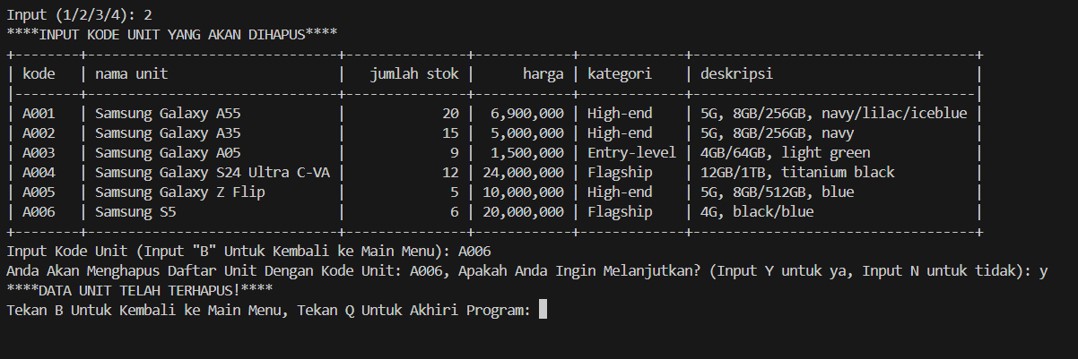 Input (1/2/3/4): 2
****INPUT KODE UNIT YANG AKAN DIHAPUS****
+--------+-------------------------------+---------------+------------+-------------+----------------------------------+
| kode   | nama unit                     |   jumlah stok |      harga | kategori    | deskripsi                        |
|--------+-------------------------------+---------------+------------+-------------+----------------------------------|
| A001   | Samsung Galaxy A55            |            20 |  6,900,000 | High-end    | 5G, 8GB/256GB, navy/lilac/iceblue |
| A002   | Samsung Galaxy A35            |            15 |  5,000,000 | High-end    | 5G, 8GB/256GB, navy              |
| A003   | Samsung Galaxy A05            |             9 |  1,500,000 | Entry-level | 4GB/64GB, light green            |
| A004   | Samsung Galaxy S24 Ultra C-VA |            12 | 24,000,000 | Flagship    | 12GB/1TB, titanium black         |
| A005   | Samsung Galaxy Z Flip         |             5 | 10,000,000 | High-end    | 5G, 8GB/512GB, blue              |
| A006   | Samsung S5                    |             6 | 20,000,000 | Flagship    | 4G, black/blue                   |
+--------+-------------------------------+---------------+------------+-------------+----------------------------------+
Input Kode Unit (Input "B" Untuk Kembali ke Main Menu): A006
Anda Akan Menghapus Daftar Unit Dengan Kode Unit: A006, Apakah Anda Ingin Melanjutkan? (Input Y untuk ya, Input N untuk tidak): y
****DATA UNIT TELAH TERHAPUS!****
Tekan B Untuk Kembali ke Main Menu, Tekan Q Untuk Akhiri Program: